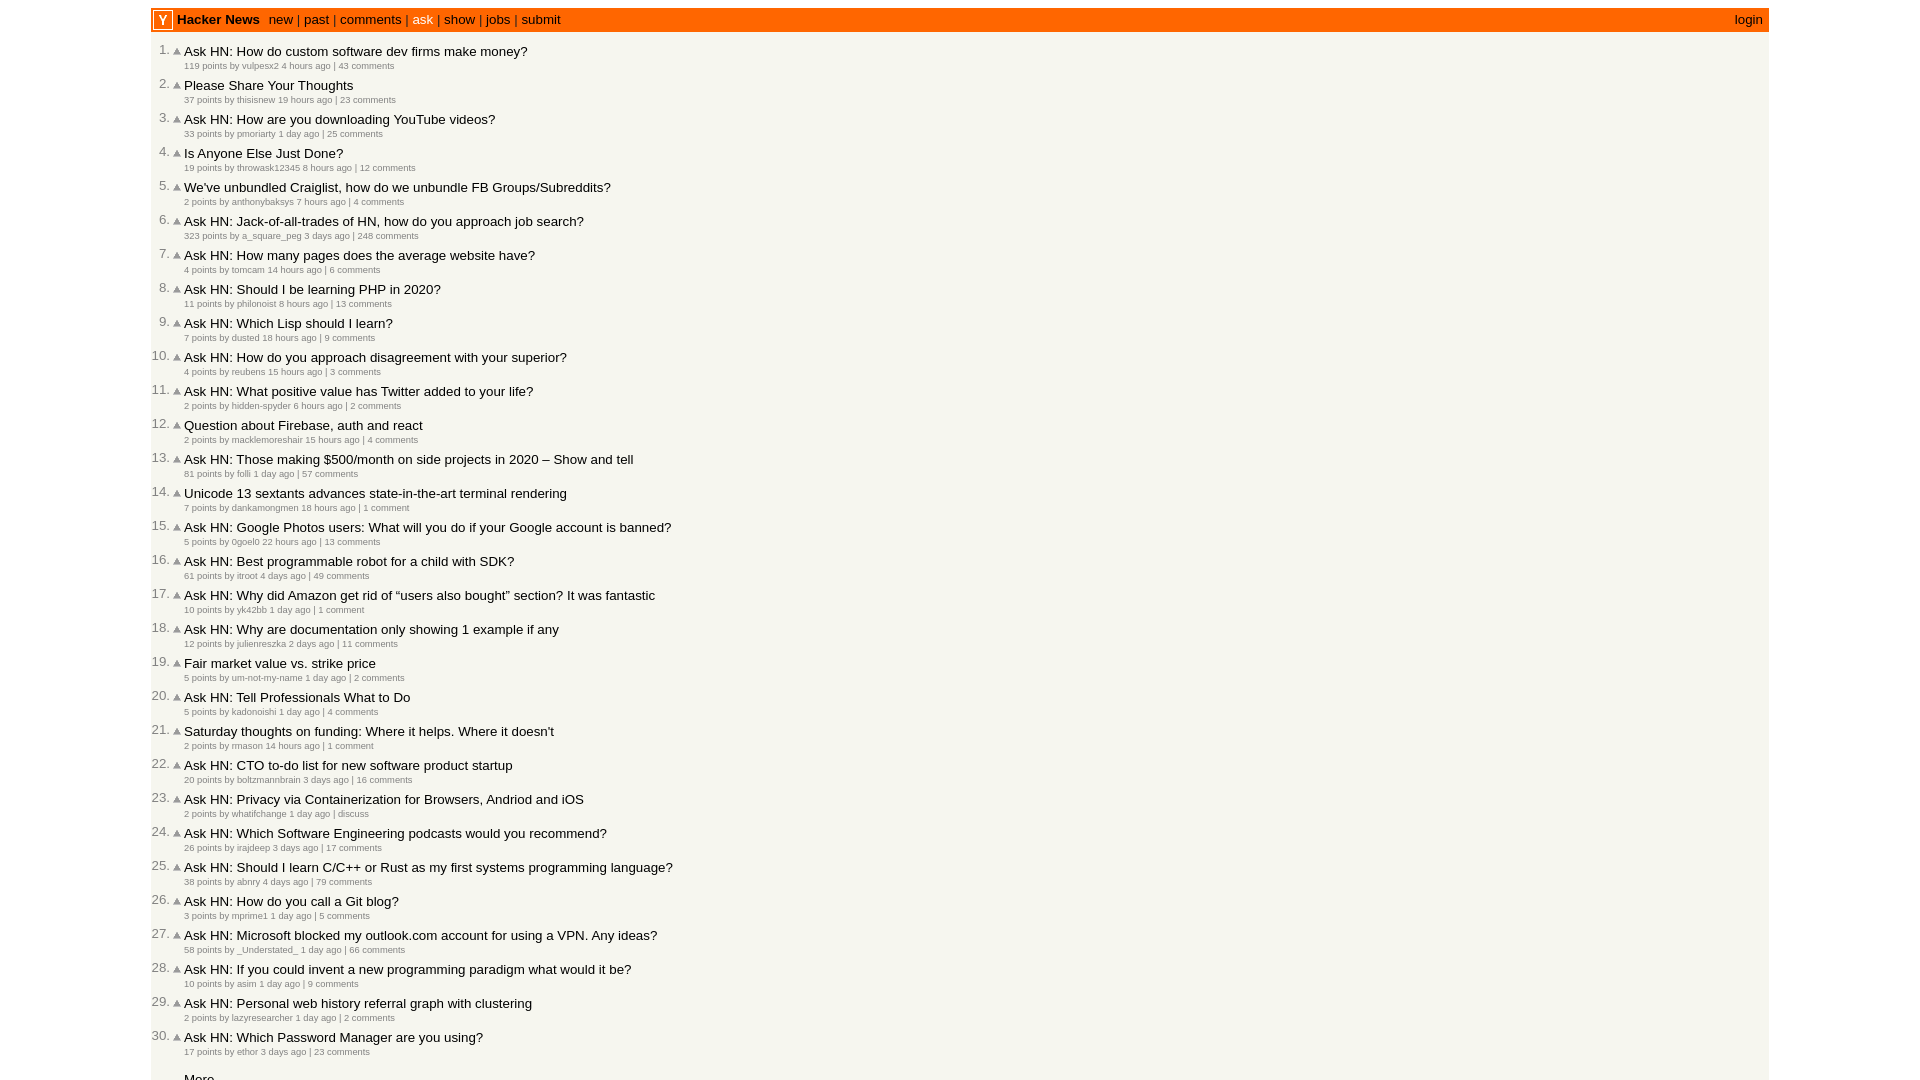 Y Hacker News new | past | comments | ask | show | jobs | submit login
1. Ask HN: How do custom software dev firms make money?
119 points by vulpesx2 4 hours ago | 43 comments
2. Please Share Your Thoughts
37 points by thisisnew 19 hours ago | 23 comments
3. Ask HN: How are you downloading YouTube videos?
33 points by pmoriarty 1 day ago | 25 comments
4. Is Anyone Else Just Done?
19 points by throwask12345 8 hours ago | 12 comments
5. We've unbundled Craiglist, how do we unbundle FB Groups/Subreddits?
2 points by anthonybaksys 7 hours ago | 4 comments
6. Ask HN: Jack-of-all-trades of HN, how do you approach job search?
323 points by a_square_peg 3 days ago | 248 comments
7. Ask HN: How many pages does the average website have?
4 points by tomcam 14 hours ago | 6 comments
8. Ask HN: Should I be learning PHP in 2020?
11 points by philonoist 8 hours ago | 13 comments
9. Ask HN: Which Lisp should I learn?
7 points by dusted 18 hours ago | 9 comments
10. Ask HN: How do you approach disagreement with your superior?
4 points by reubens 15 hours ago | 3 comments
11. Ask HN: What positive value has Twitter added to your life?
2 points by hidden-spyder 6 hours ago | 2 comments
12. Question about Firebase, auth and react
2 points by macklemoreshair 15 hours ago | 4 comments
13. Ask HN: Those making $500/month on side projects in 2020 – Show and tell
81 points by folli 1 day ago | 57 comments
14. Unicode 13 sextants advances state-in-the-art terminal rendering
7 points by dankamongmen 18 hours ago | 1 comment
15. Ask HN: Google Photos users: What will you do if your Google account is banned?
5 points by 0goel0 22 hours ago | 13 comments
16. Ask HN: Best programmable robot for a child with SDK?
61 points by itroot 4 days ago | 49 comments
17. Ask HN: Why did Amazon get rid of “users also bought” section? It was fantastic
10 points by yk42bb 1 day ago | 1 comment
18. Ask HN: Why are documentation only showing 1 example if any
12 points by julienreszka 2 days ago | 11 comments
19. Fair market value vs. strike price
5 points by um-not-my-name 1 day ago | 2 comments
20. Ask HN: Tell Professionals What to Do
5 points by kadonoishi 1 day ago | 4 comments
21. Saturday thoughts on funding: Where it helps. Where it doesn't
2 points by rmason 14 hours ago | 1 comment
22. Ask HN: CTO to-do list for new software product startup
20 points by boltzmannbrain 3 days ago | 16 comments
23. Ask HN: Privacy via Containerization for Browsers, Andriod and iOS
2 points by whatifchange 1 day ago | discuss
24. Ask HN: Which Software Engineering podcasts would you recommend?
26 points by irajdeep 3 days ago | 17 comments
25. Ask HN: Should I learn C/C++ or Rust as my first systems programming language?
38 points by abnry 4 days ago | 79 comments
26. Ask HN: How do you call a Git blog?
3 points by mprime1 1 day ago | 5 comments
27. Ask HN: Microsoft blocked my outlook.com account for using a VPN. Any ideas?
58 points by _Understated_ 1 day ago | 66 comments
28. Ask HN: If you could invent a new programming paradigm what would it be?
10 points by asim 1 day ago | 9 comments
29. Ask HN: Personal web history referral graph with clustering
2 points by lazyresearcher 1 day ago | 2 comments
30. Ask HN: Which Password Manager are you using?
17 points by ethor 3 days ago | 23 comments
More